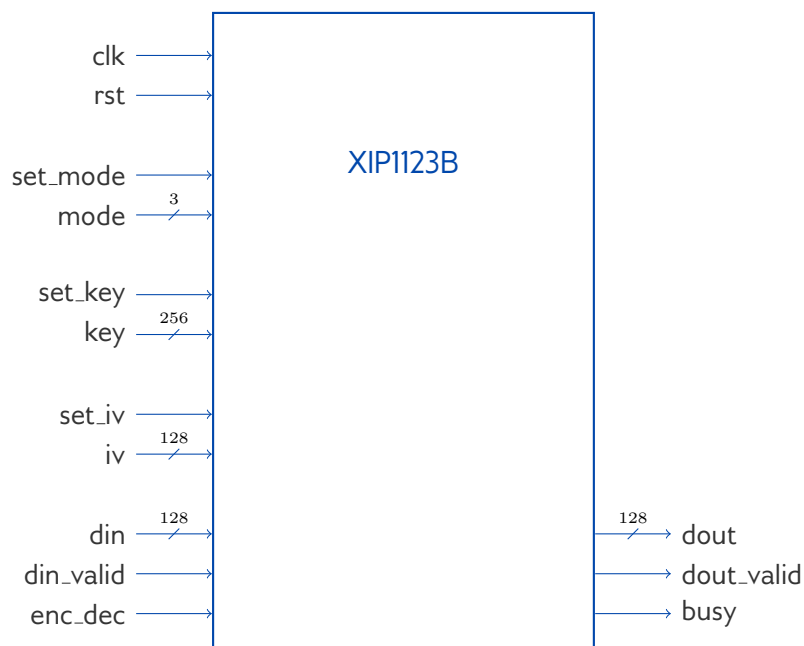 clk
rst
XIP1123B
set_mode
3
mode
set_key
256
key
set_iv
128
iv
128
din
128
dout
din_valid
dout_valid
enc_dec
busy